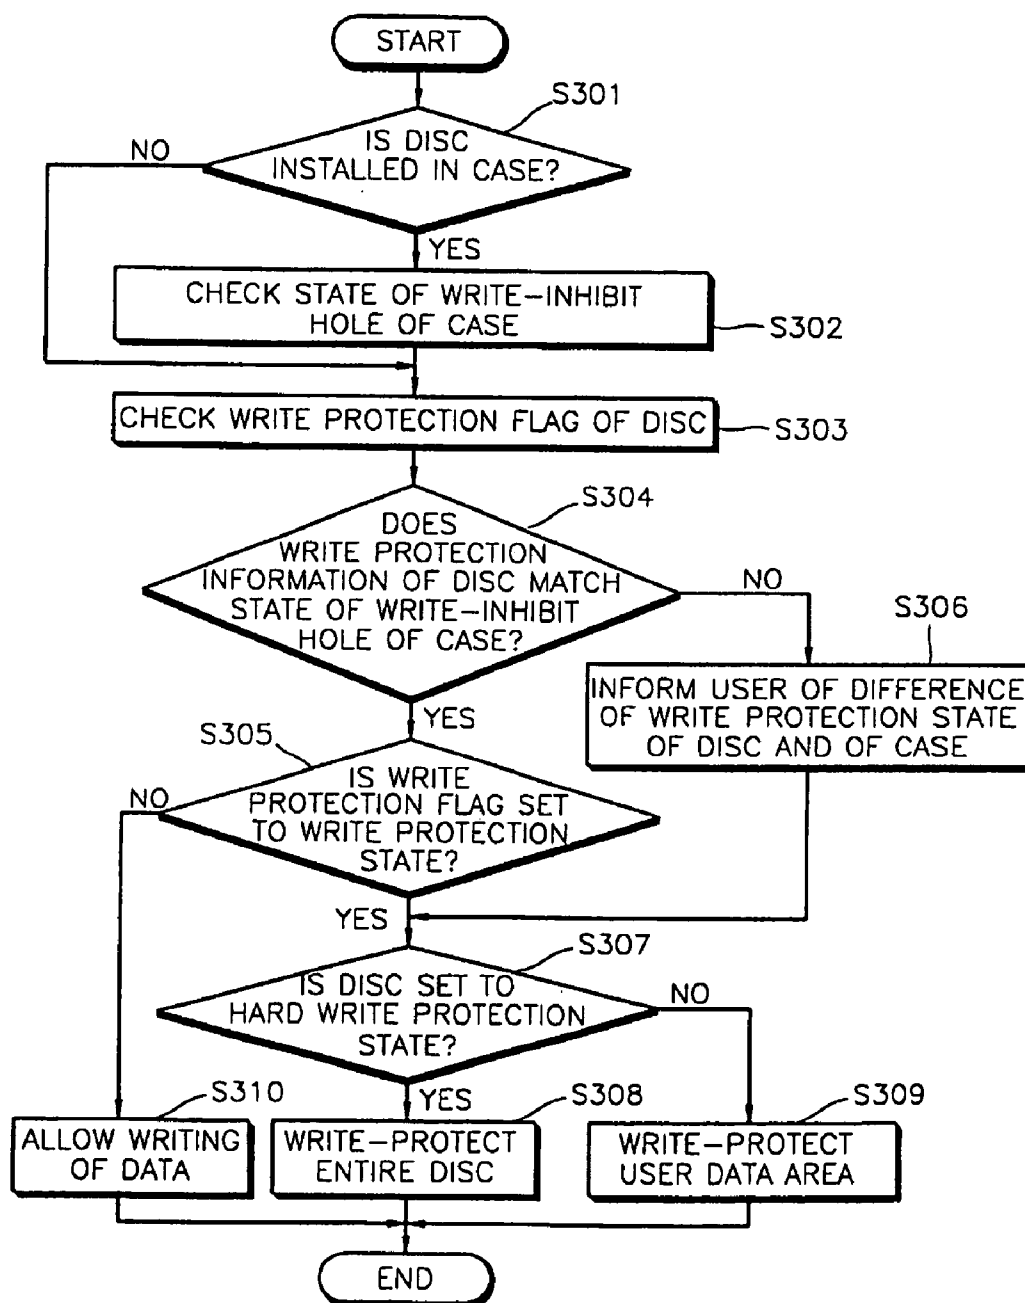 START
S301
NO
IS DISC
INSTALLED IN CASE?
YES
CHECK STATE OF WRITE-INHIBIT
HOLE OF CASE
S302
CHECK WRITE PROTECTION FLAG OF DISC
S303
S304
DOES
WRITE PROTECTION
INFORMATION OF DISC MATCH
STATE OF WRITE-INHIBIT
HOLE OF CASE?
NO
S306
INFORM USER OF DIFFERENCE
OF WRITE PROTECTION STATE
OF DISC AND OF CASE
YES
S305
IS WRITE
PROTECTION FLAG SET
TO WRITE PROTECTION
STATE?
NO
YES
S307
IS DISC SET TO
HARD WRITE PROTECTION
STATE?
NO
YES
S310
ALLOW WRITING
OF DATA
S308
WRITE-PROTECT
ENTIRE DISC
S309
WRITE-PROTECT
USER DATA AREA
END